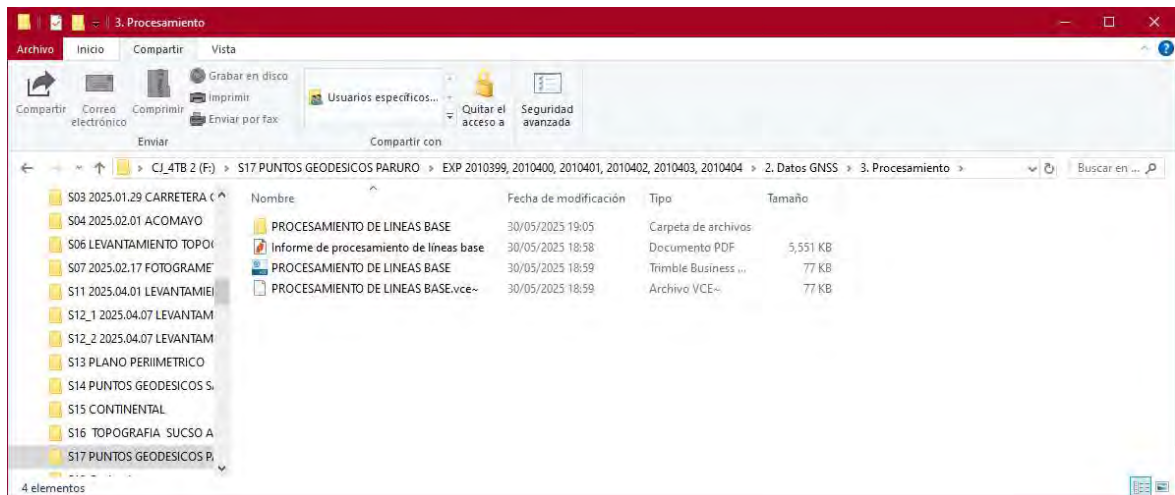 3. Procesamiento
Archivo Inicio Compartir Vista
Compartir
Correo electrónico
Comprimir
Grabar en disco
Imprimir
Enviar por fax
Enviar
Usuarios específicos...
Quitar el acceso a
Seguridad avanzada
Compartir con
CJ_4TB 2 (F:) > S17 PUNTOS GEODESICOS PARURO > EXP 2010399, 2010400, 2010401, 2010402, 2010403, 2010404 > 2. Datos GNSS > 3. Procesamiento >
Buscar en ...
S03 2025.01.29 CARRETERA
S04 2025.02.01 ACOMAYO
S06 LEVANTAMIENTO TOPO
S07 2025.02.17 FOTOGRAME
S11 2025.04.01 LEVANTAMIE
S12_1 2025.04.07 LEVANTAM
S12_2 2025.04.07 LEVANTAM
S13 PLANO PERIIMETRICO
S14 PUNTOS GEODESICOS S
S15 CONTINENTAL
S16 TOPOGRAFIA SUCSO A
S17 PUNTOS GEODESICOS P
Nombre Fecha de modificación Tipo Tamaño
PROCESAMIENTO DE LINEAS BASE 30/05/2025 19:05 Carpeta de archivos
Informe de procesamiento de líneas base 30/05/2025 18:58 Documento PDF 5,551 KB
PROCESAMIENTO DE LINEAS BASE 30/05/2025 18:59 Trimble Business ... 77 KB
PROCESAMIENTO DE LINEAS BASE.vce~ 30/05/2025 18:59 Archivo VCE~ 77 KB
4 elementos